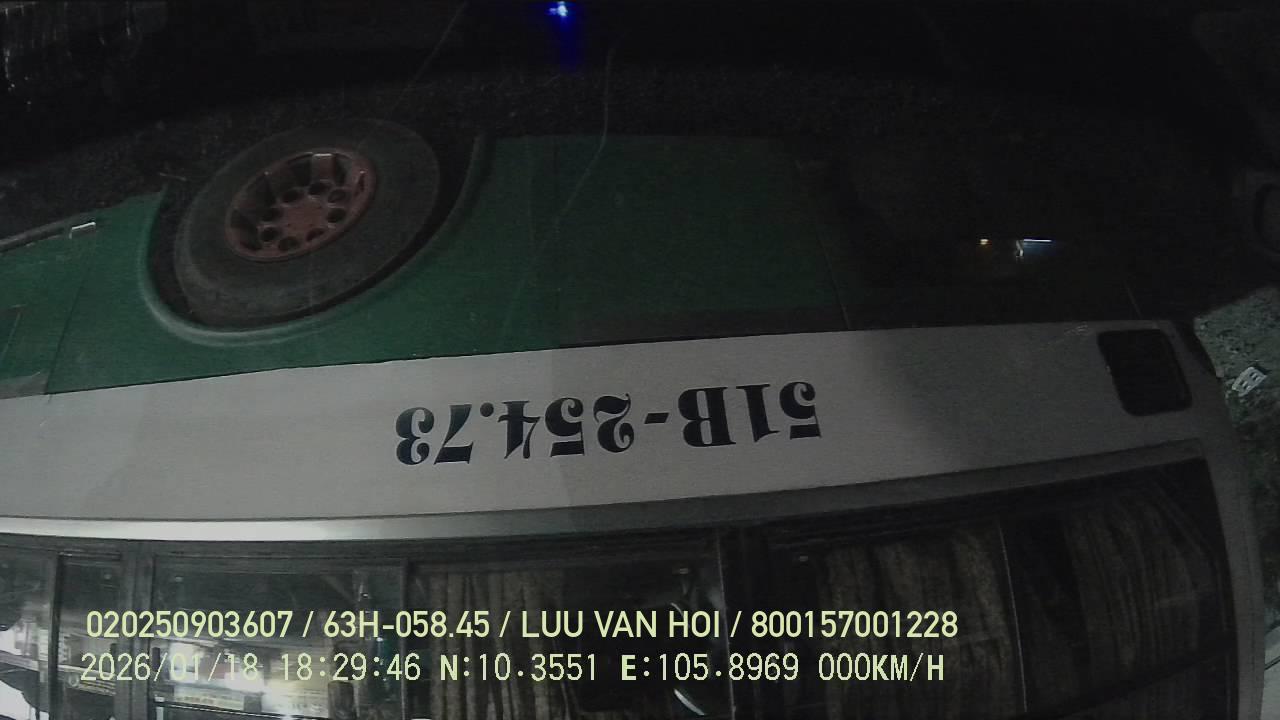 51B-254.73
020250903607 / 63H-058.45 / LUU VAN HOI / 800157001228
2026/01/18 18:29:46 N:10.3551 E:105.8969 000KM/H